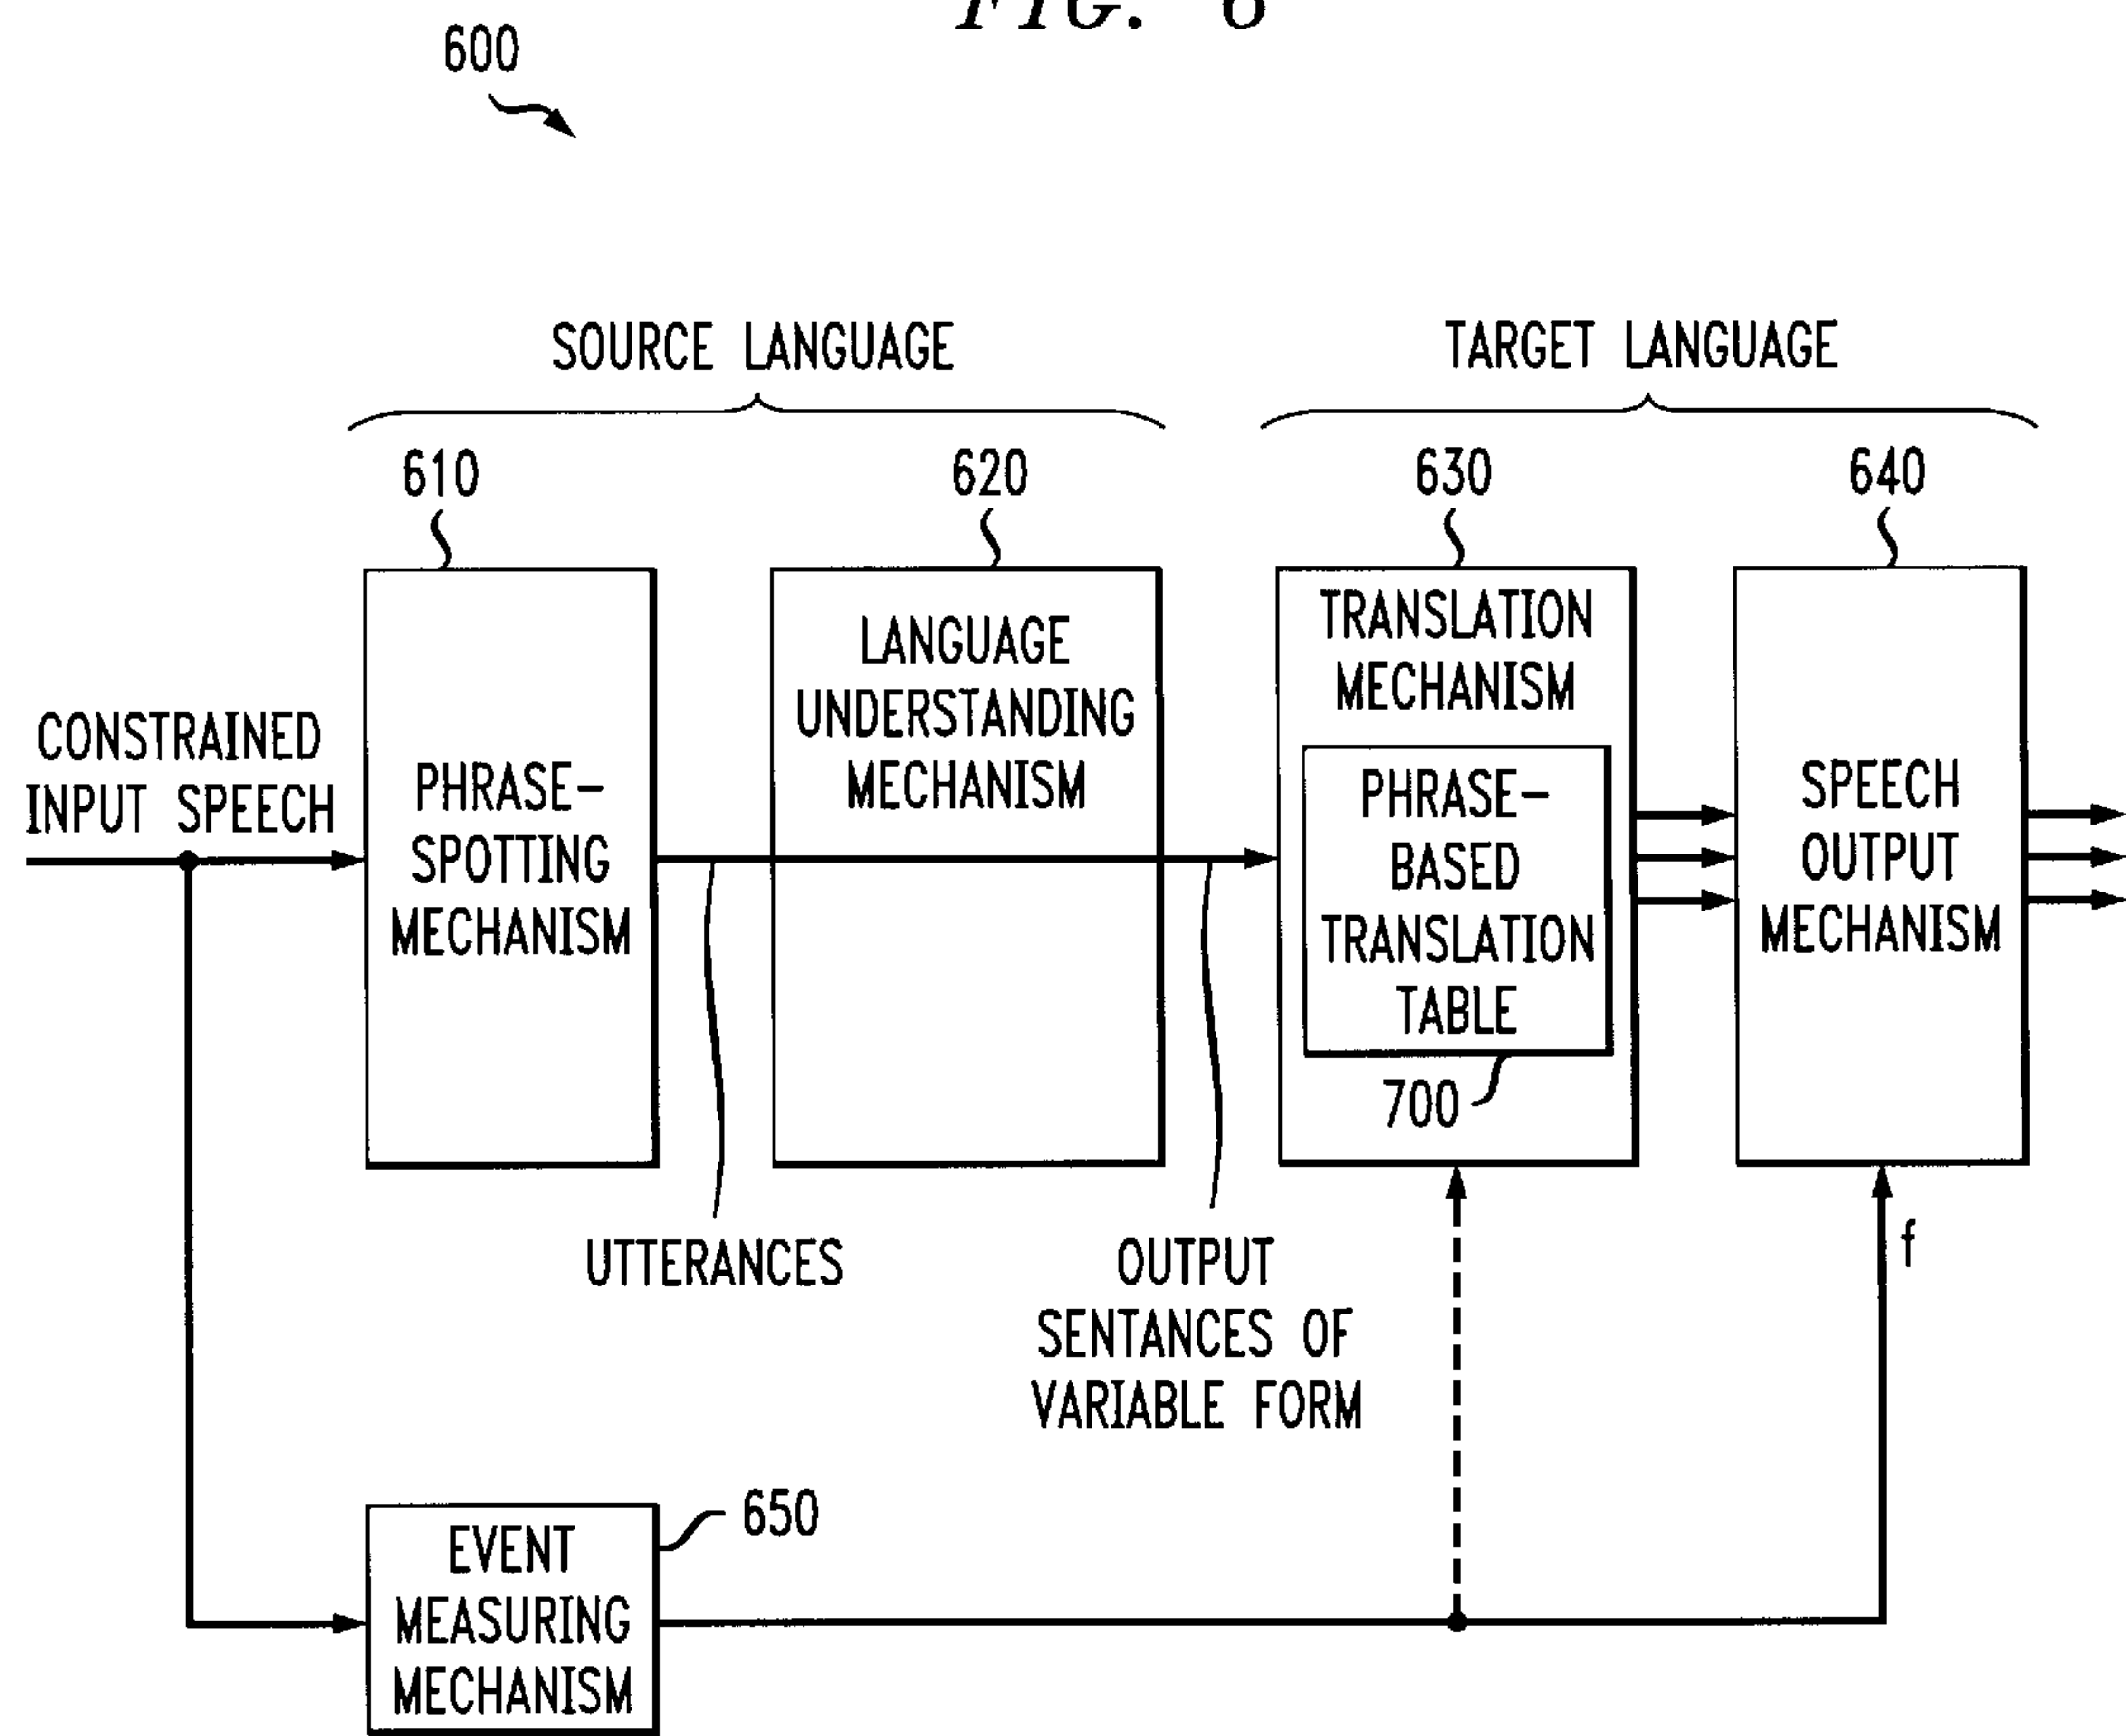 FIG. 6
600
SOURCE LANGUAGE
TARGET LANGUAGE
610
620
630
640
CONSTRAINED
INPUT SPEECH
PHRASE-
SPOTTING
MECHANISM
LANGUAGE
UNDERSTANDING
MECHANISM
TRANSLATION
MECHANISM
PHRASE-
BASED
TRANSLATION
TABLE
700
SPEECH
OUTPUT
MECHANISM
UTTERANCES
OUTPUT
SENTANCES OF
VARIABLE FORM
f
EVENT
MEASURING
MECHANISM
650